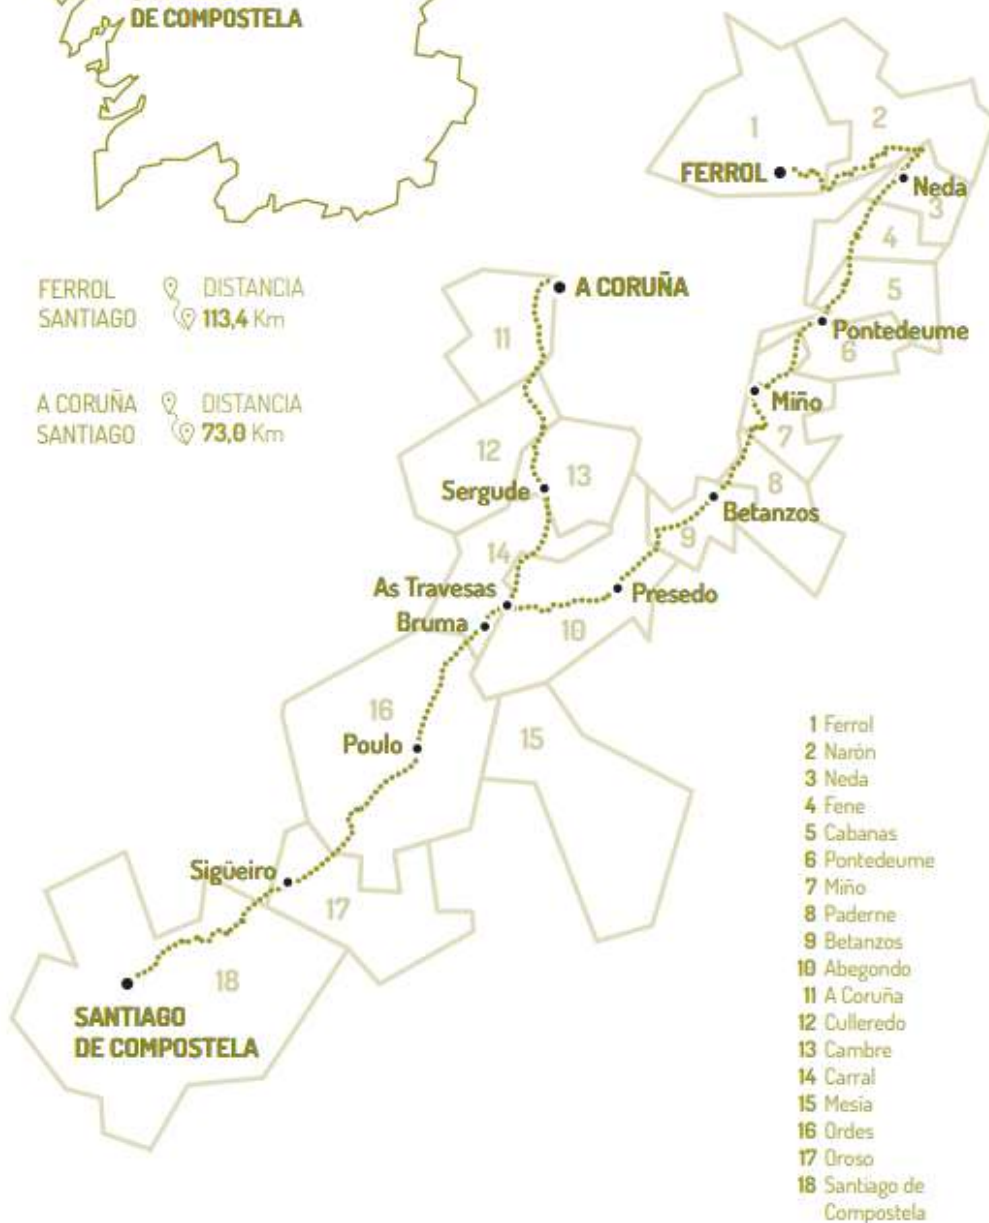 DE COMPOSTELA
1
2
FERROL
Neda
3
4
5
Pontedeume
6
FERROL
SANTIAGO
DISTANCIA
113,4 Km
A CORUÑA
11
Miño
7
A CORUÑA
SANTIAGO
DISTANCIA
73,0 Km
12
13
Sergude
8
Betanzos
9
14
As Travesas
Presedo
Bruma
10
16
Poulo
15
Sigüeiro
17
18
SANTIAGO
DE COMPOSTELA
1 Ferrol
2 Narón
3 Neda
4 Fene
5 Cabanas
6 Pontedeume
7 Miño
8 Paderne
9 Betanzos
10 Abegondo
11 A Coruña
12 Culleredo
13 Cambre
14 Carral
15 Mesía
16 Ordes
17 Oroso
18 Santiago de
Compostela